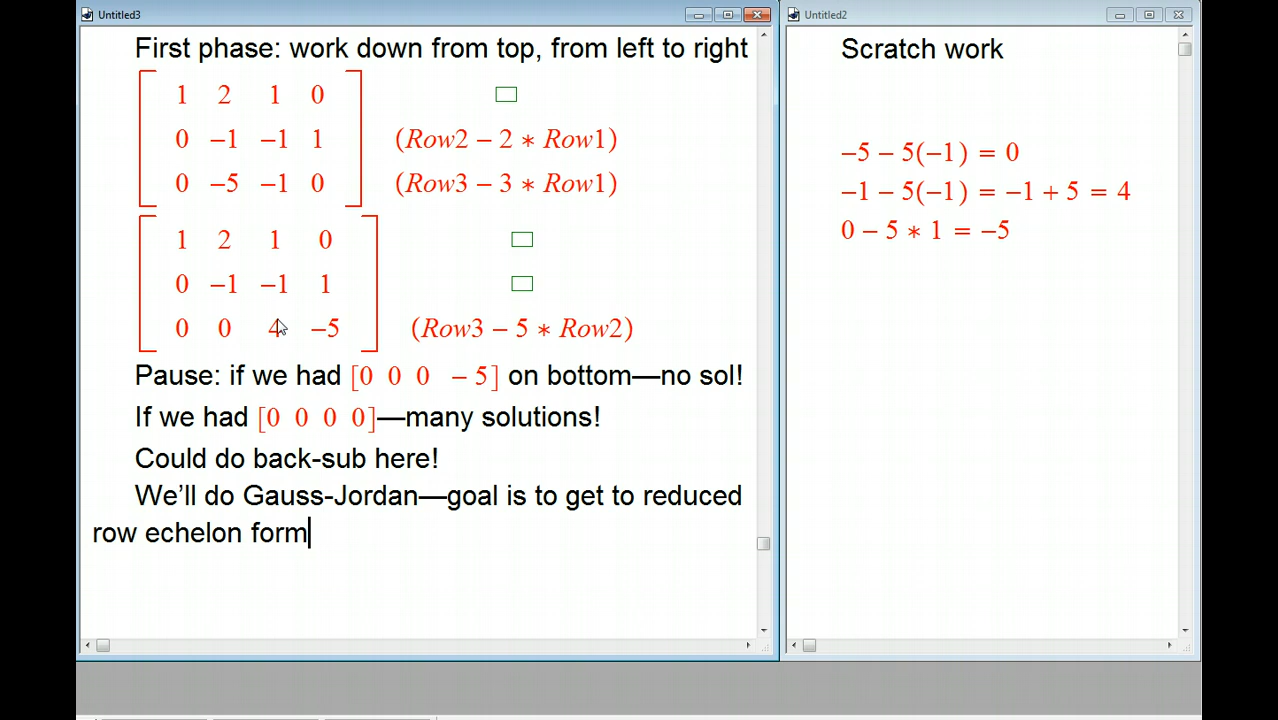 Untitled3
First phase: work down from top, from left to right
1 2 1 0
0 −1 −1 1 (Row2 − 2 ∗ Row1)
0 −5 −1 0 (Row3 − 3 ∗ Row1)
1 2 1 0
0 −1 −1 1
0 0 4 −5 (Row3 − 5 ∗ Row2)
Pause: if we had [0 0 0 − 5] on bottom—no sol!
If we had [0 0 0 0]—many solutions!
Could do back-sub here!
We'll do Gauss-Jordan—goal is to get to reduced
row echelon form
Untitled2
Scratch work
−5 − 5(−1) = 0
−1 − 5(−1) = −1 + 5 = 4
0 − 5 ∗ 1 = −5